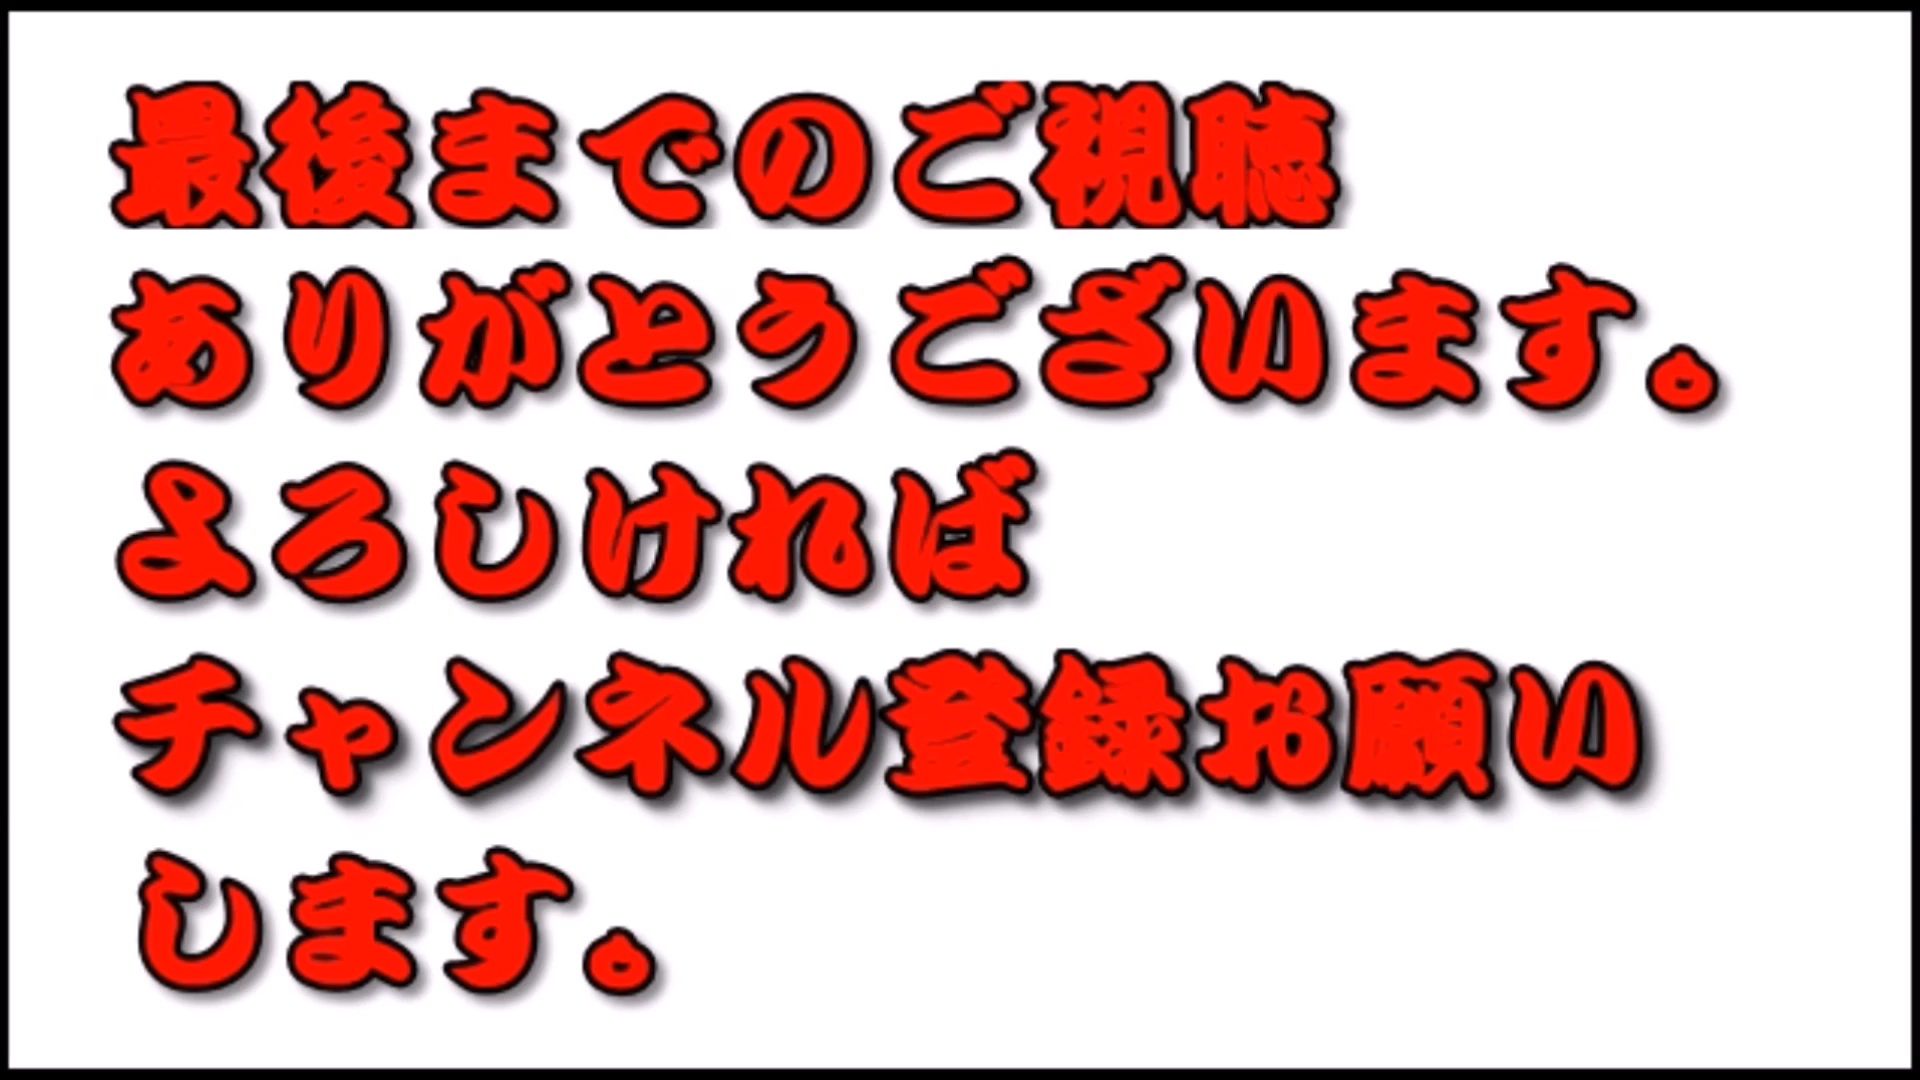 最後までのご視聴
ありがとうございます。
よろしければ
チャンネル登録お願い
します。